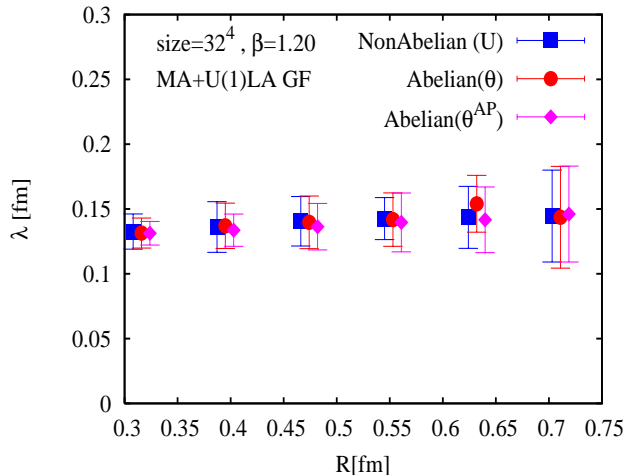 0.3
0.25
0.2
0.15
0.1
0.05
0
λ [fm]
size=32^4 , β=1.20
MA+U(1)LA GF
NonAbelian (U)
Abelian(θ)
Abelian(θ^AP)
0.3 0.35 0.4 0.45 0.5 0.55 0.6 0.65 0.7 0.75
R[fm]